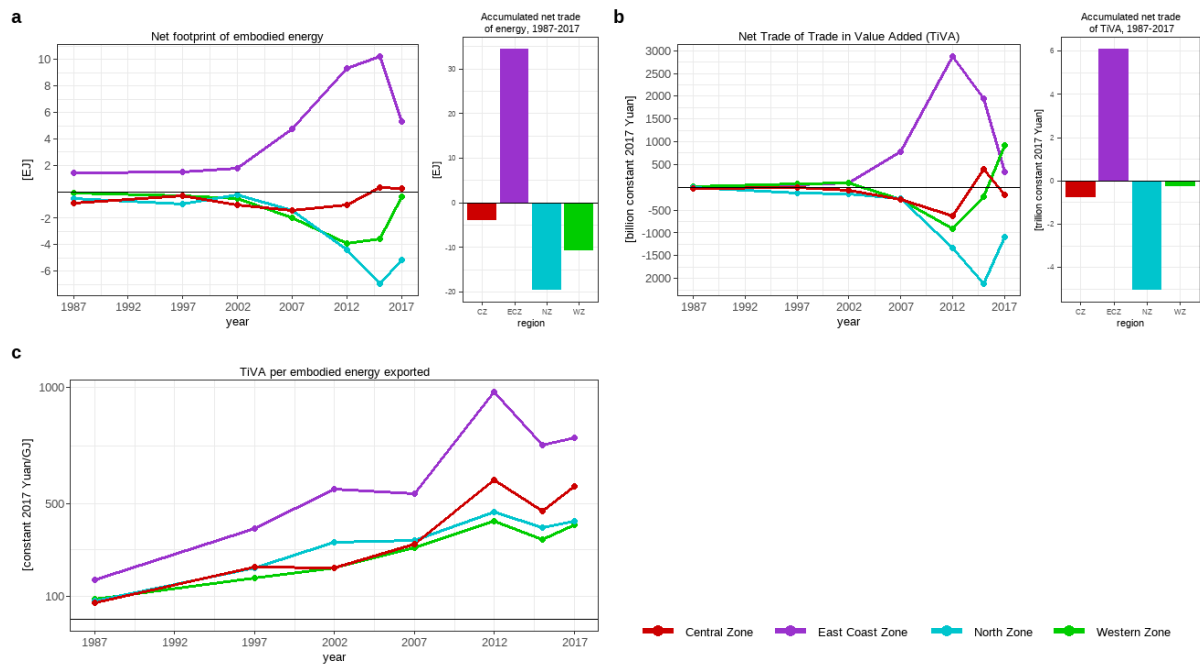 a
Net footprint of embodied energy
[EJ]
10
8
6
4
2
-2
-4
-6
1987
1992
1997
2002
2007
2012
2017
year
Accumulated net trade
of energy, 1987-2017
[EJ]
30
20
10
0
-10
-20
CZ
ECZ
NZ
WZ
region
b
Net Trade of Trade in Value Added (TiVA)
[billion constant 2017 Yuan]
3000
2500
2000
1500
1000
500
0
-500
-1000
-1500
2000
1987
1992
1997
2002
2007
2012
2017
year
Accumulated net trade
of TiVA, 1987-2017
[trillion constant 2017 Yuan]
6
4
2
0
-2
-4
CZ
ECZ
NZ
WZ
region
c
TiVA per embodied energy exported
[constant 2017 Yuan/GJ]
1000
500
100
1987
1992
1997
2002
2007
2012
2017
year
Central Zone
East Coast Zone
North Zone
Western Zone